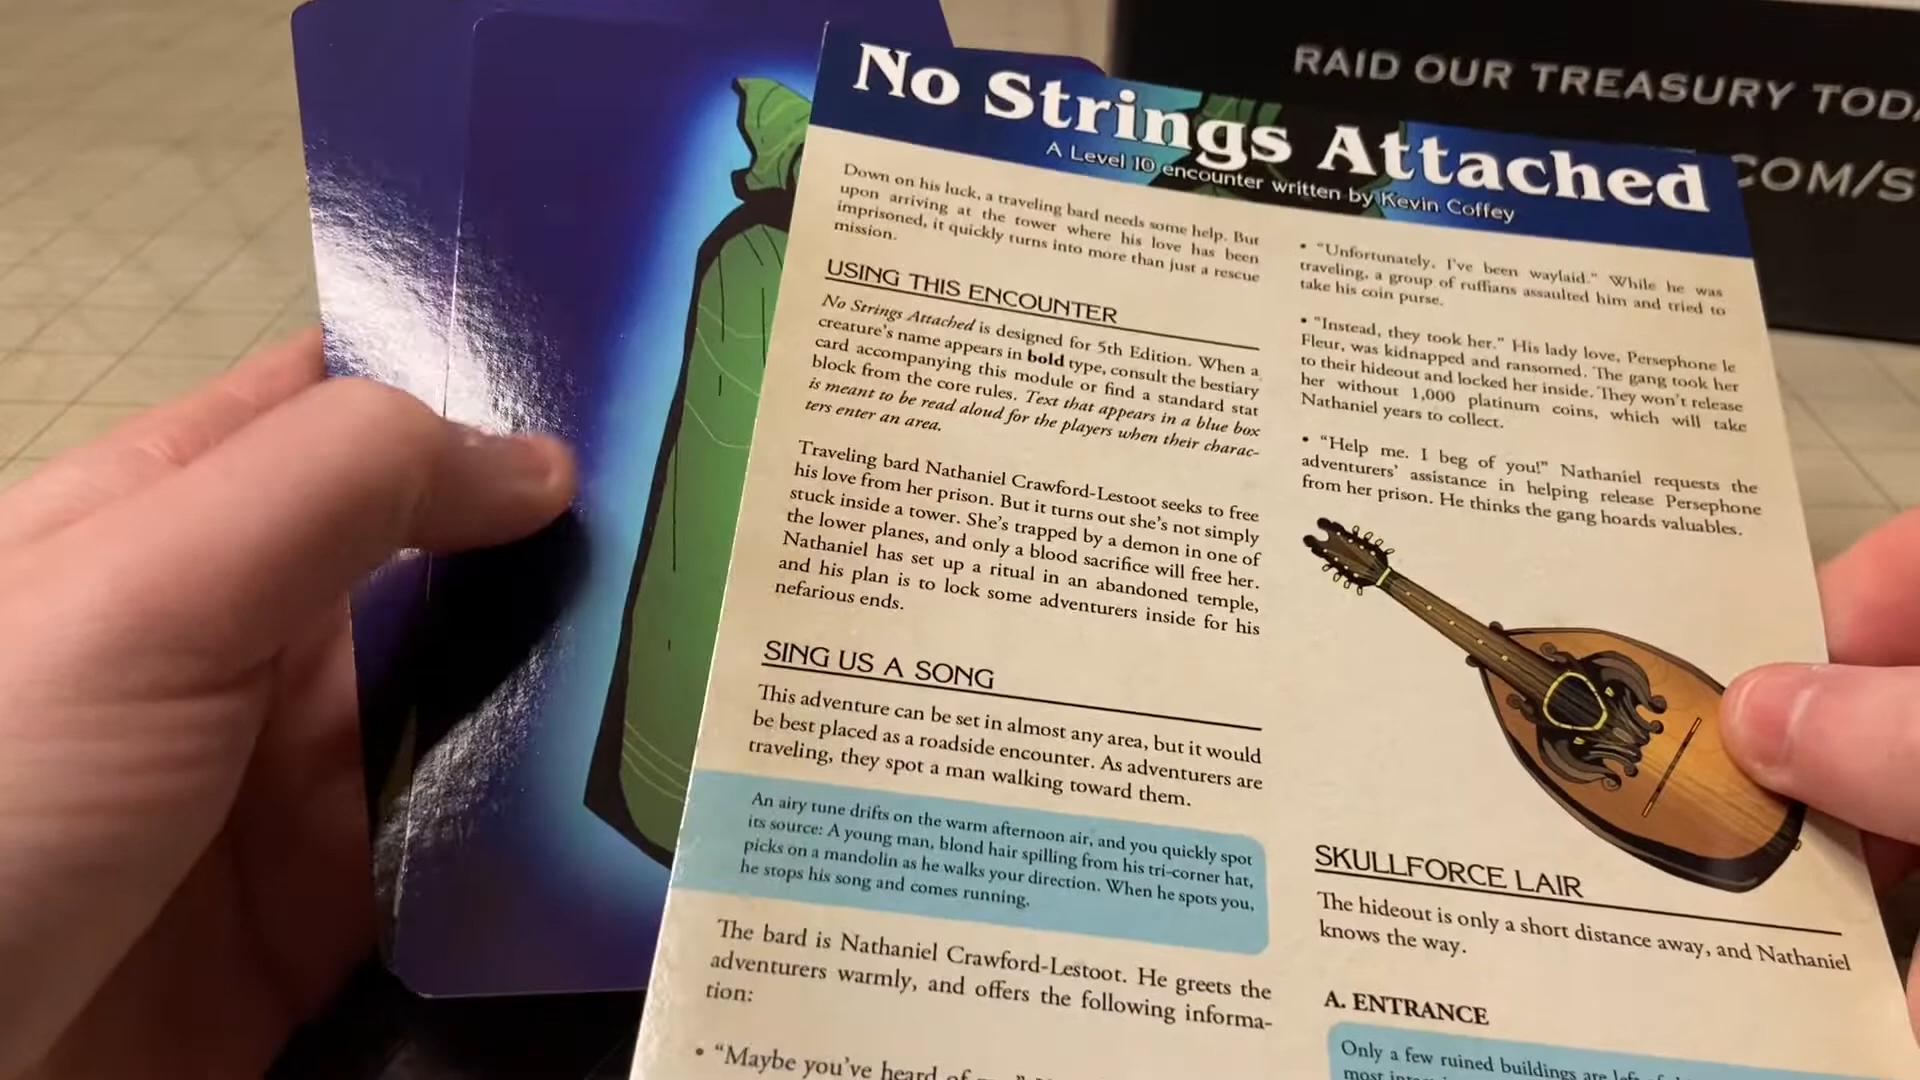 RAID OUR TREASURY TODA
COM/S
No Strings Attached
A Level 10 encounter written by Kevin Coffey
Down on his luck, a traveling bard needs some help. But
upon arriving at the tower where his love has been
imprisoned, it quickly turns into more than just a rescue
mission.
USING THIS ENCOUNTER
No Strings Attached is designed for 5th Edition. When a
creature's name appears in bold type, consult the bestiary
card accompanying this module or find a standard stat
block from the core rules. Text that appears in a blue box
is meant to be read aloud for the players when their charac-
ters enter an area.
Traveling bard Nathaniel Crawford-Lestoot seeks to free
his love from her prison. But it turns out she's not simply
stuck inside a tower. She's trapped by a demon in one of
the lower planes, and only a blood sacrifice will free her.
Nathaniel has set up a ritual in an abandoned temple,
and his plan is to lock some adventurers inside for his
nefarious ends.
SING US A SONG
This adventure can be set in almost any area, but it would
be best placed as a roadside encounter. As adventurers are
traveling, they spot a man walking toward them.
An airy tune drifts on the warm afternoon air, and you quickly spot
its source: A young man, blond hair spilling from his tri-corner hat,
picks on a mandolin as he walks your direction. When he spots you,
he stops his song and comes running.
The bard is Nathaniel Crawford-Lestoot. He greets the
adventurers warmly, and offers the following informa-
tion:
• "Maybe you've heard of
• "Unfortunately, I've been waylaid." While he was
traveling, a group of ruffians assaulted him and tried to
take his coin purse.
• "Instead, they took her." His lady love, Persephone le
Fleur, was kidnapped and ransomed. The gang took her
to their hideout and locked her inside. They won't release
her without 1,000 platinum coins, which will take
Nathaniel years to collect.
• "Help me. I beg of you!" Nathaniel requests the
adventurers' assistance in helping release Persephone
from her prison. He thinks the gang hoards valuables.
SKULLFORCE LAIR
The hideout is only a short distance away, and Nathaniel
knows the way.
A. ENTRANCE
Only a few ruined buildings are
most